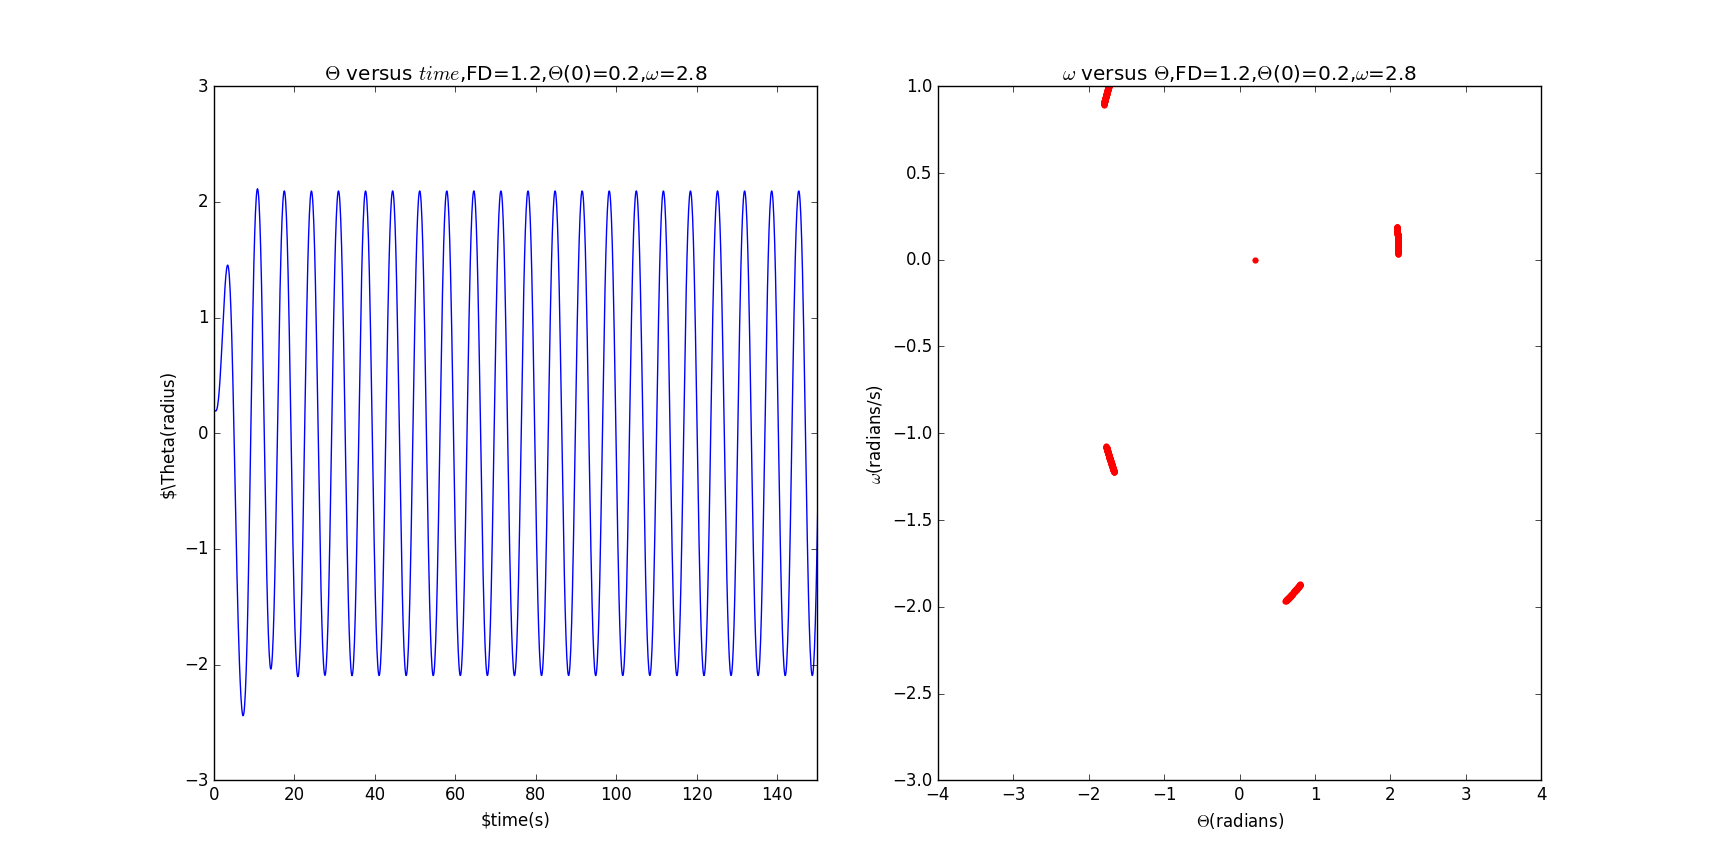 Θ versus time,FD=1.2,Θ(0)=0.2,ω=2.8
3
2
1
0
−1
−2
−3
0 20 40 60 80 100 120 140
$time(s)
$\Theta(radius)
ω versus Θ,FD=1.2,Θ(0)=0.2,ω=2.8
1.0
0.5
0.0
−0.5
−1.0
−1.5
−2.0
−2.5
−3.0
−4 −3 −2 −1 0 1 2 3 4
Θ(radians)
ω(radians/s)